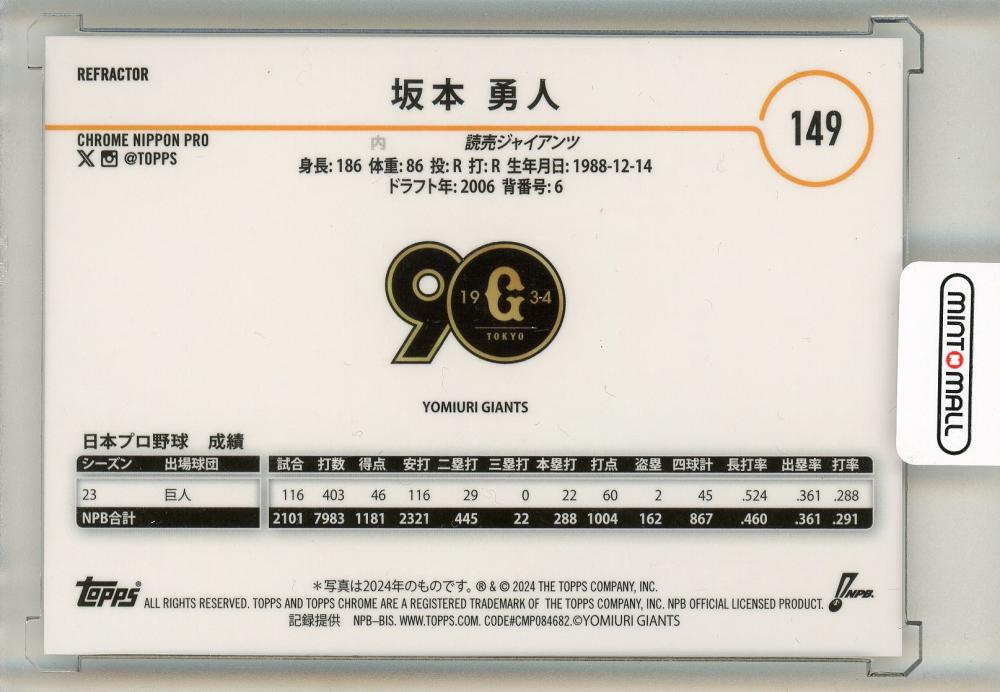 REFRACTOR
坂本 勇人
149
CHROME NIPPON PRO
@TOPPS
内 読売ジャイアンツ
身長: 186 体重: 86 投: R 打: R 生年月日: 1988-12-14
ドラフト年: 2006 背番号: 6
90
19 G 3-4
TOKYO
YOMIURI GIANTS
MINT MALL
日本プロ野球 成績
シーズン 出場球団 試合 打数 得点 安打 二塁打 三塁打 本塁打 打点 盗塁 四球計 長打率 出塁率 打率
23 巨人 116 403 46 116 29 0 22 60 2 45 .524 .361 .288
NPB合計 2101 7983 1181 2321 445 22 288 1004 162 867 .460 .361 .291
Topps
＊写真は2024年のものです。® & © 2024 THE TOPPS COMPANY, INC.
ALL RIGHTS RESERVED. TOPPS AND TOPPS CHROME ARE A REGISTERED TRADEMARK OF THE TOPPS COMPANY, INC. NPB OFFICIAL LICENSED PRODUCT.
NPB.
記録提供 NPB-BIS. WWW.TOPPS.COM. CODE#CMP084682.©YOMIURI GIANTS